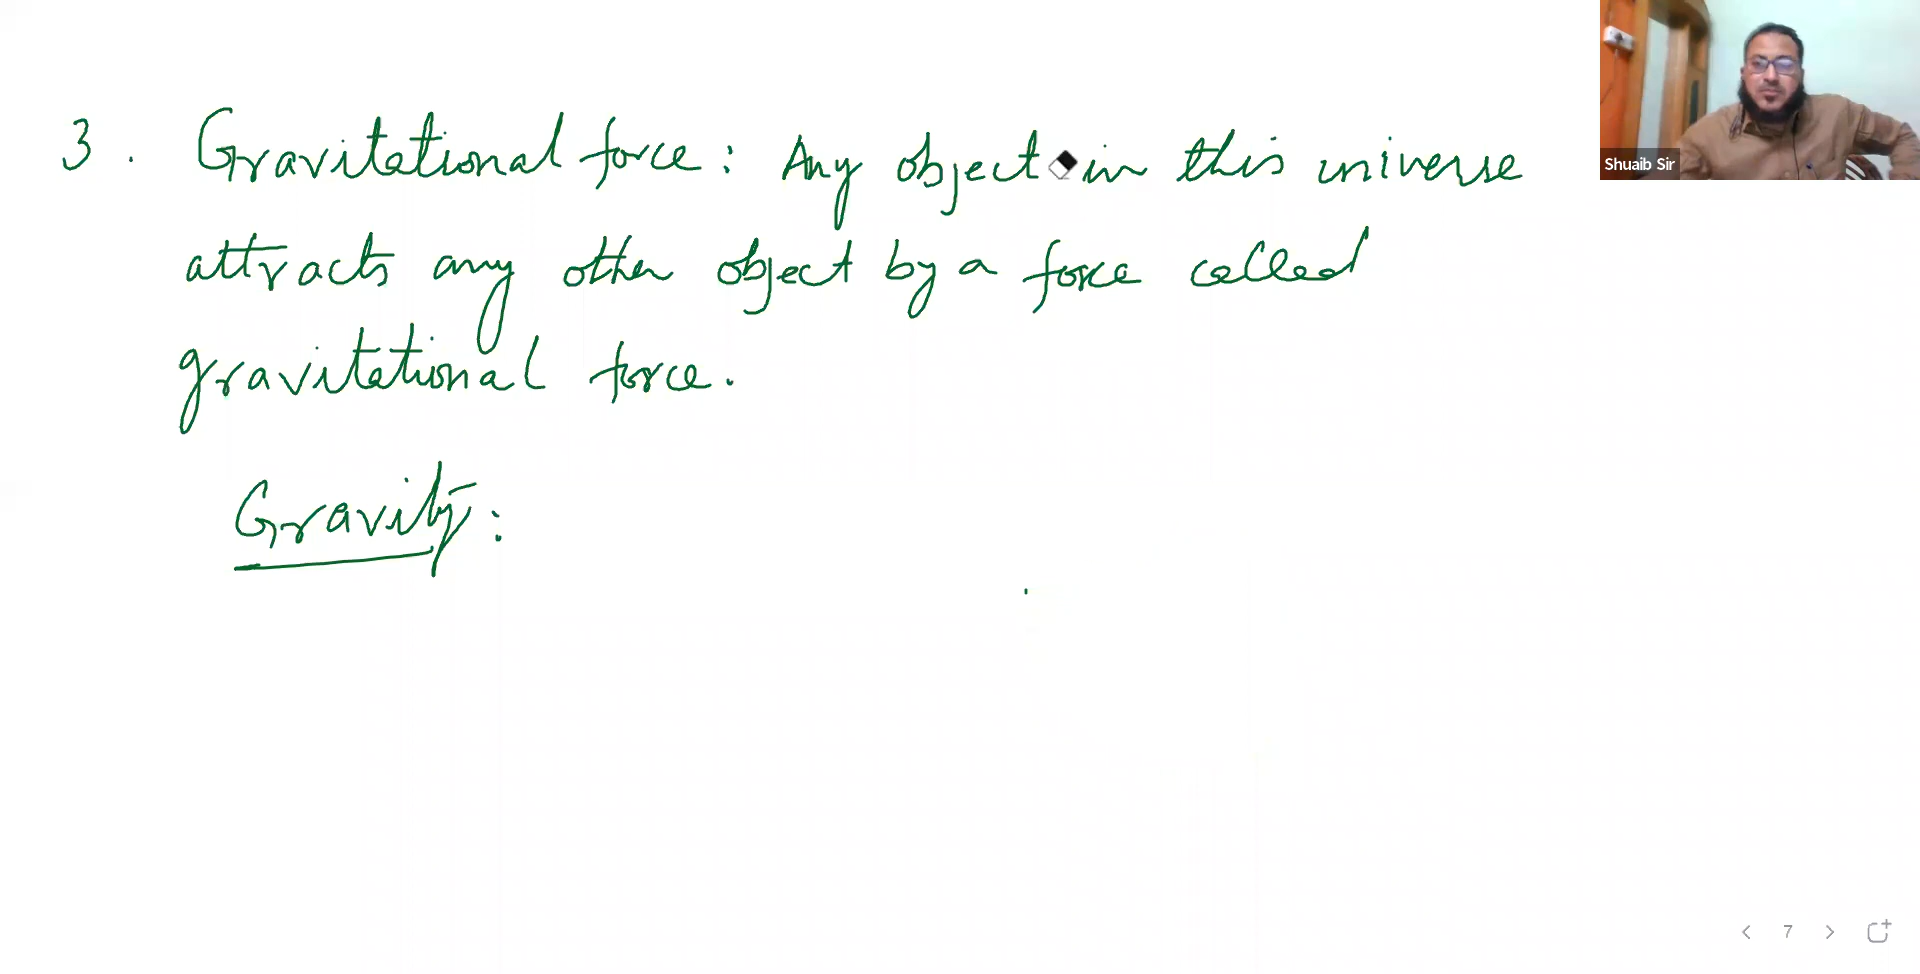 3. Gravitational force: Any object in this universe
attracts any other object by a force called
gravitational force.
Gravity:
Shuaib Sir
7